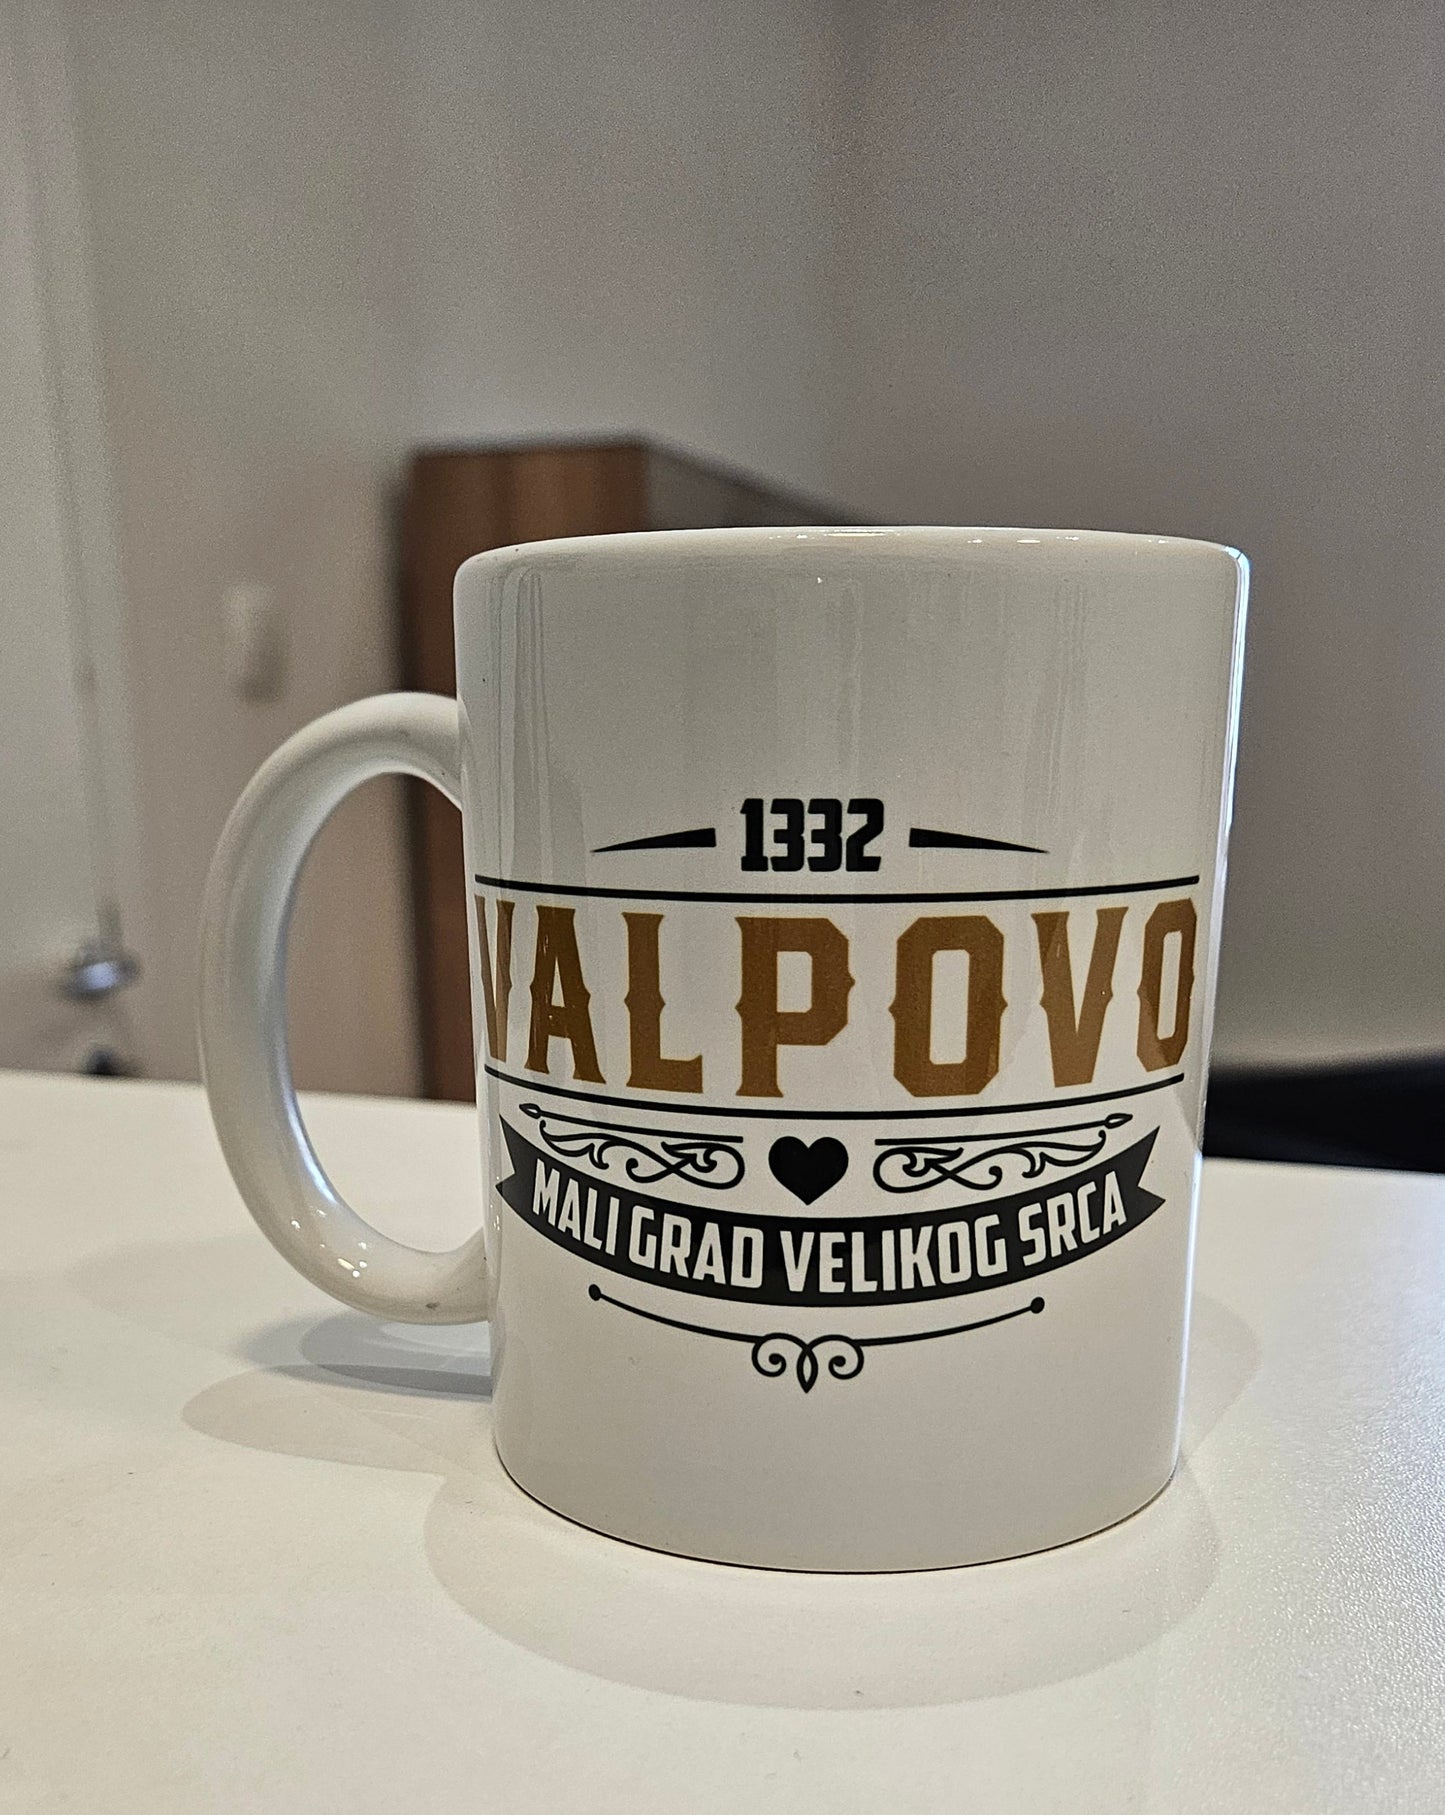 1332
VALPOVO
MALI GRAD VELIKOG SRCA